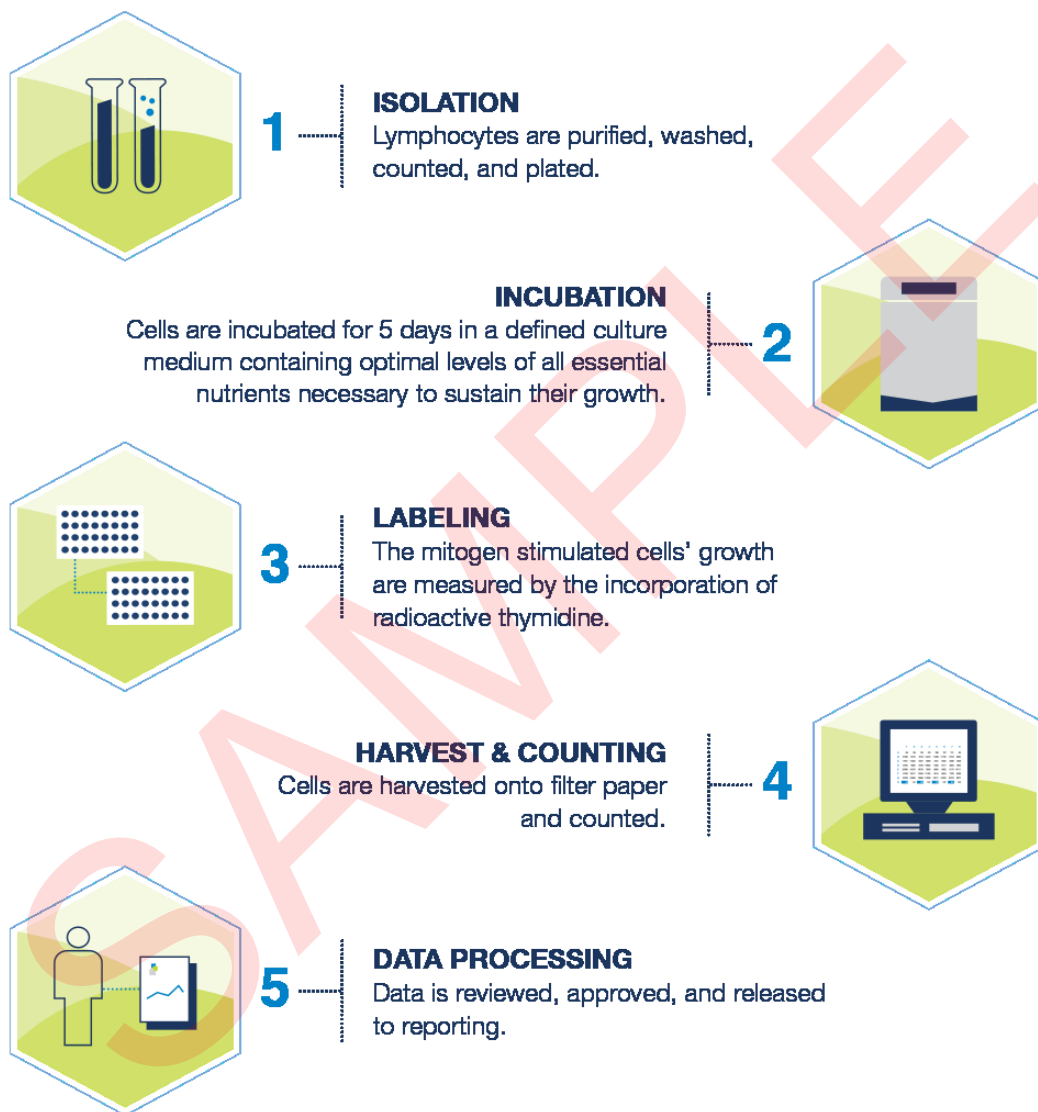 1
ISOLATION
Lymphocytes are purified, washed,
counted, and plated.
INCUBATION
Cells are incubated for 5 days in a defined culture
medium containing optimal levels of all essential
nutrients necessary to sustain their growth.
2
3
LABELING
The mitogen stimulated cells’ growth
are measured by the incorporation of
radioactive thymidine.
HARVEST & COUNTING
Cells are harvested onto filter paper
and counted.
4
5
DATA PROCESSING
Data is reviewed, approved, and released
to reporting.
SAMPLE